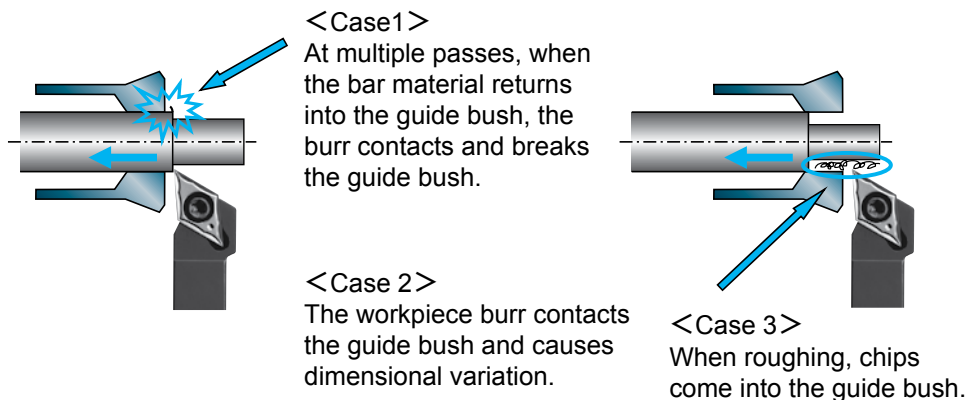 ＜Case1＞
At multiple passes, when
the bar material returns
into the guide bush, the
burr contacts and breaks
the guide bush.
＜Case 2＞
The workpiece burr contacts
the guide bush and causes
dimensional variation.
＜Case 3＞
When roughing, chips
come into the guide bush.